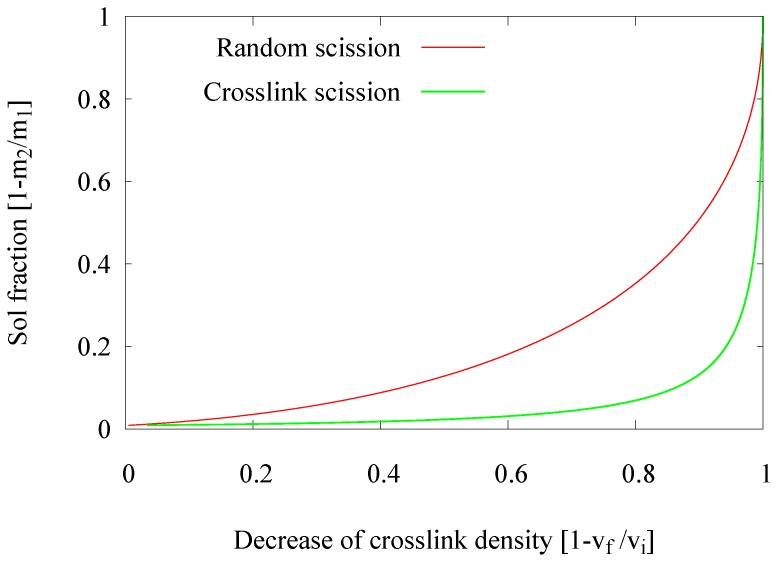 Random scission
Crosslink scission
Sol fraction [1-m2/m1]
1
0.8
0.6
0.4
0.2
0
0 0.2 0.4 0.6 0.8 1
Decrease of crosslink density [1-vf /vi]